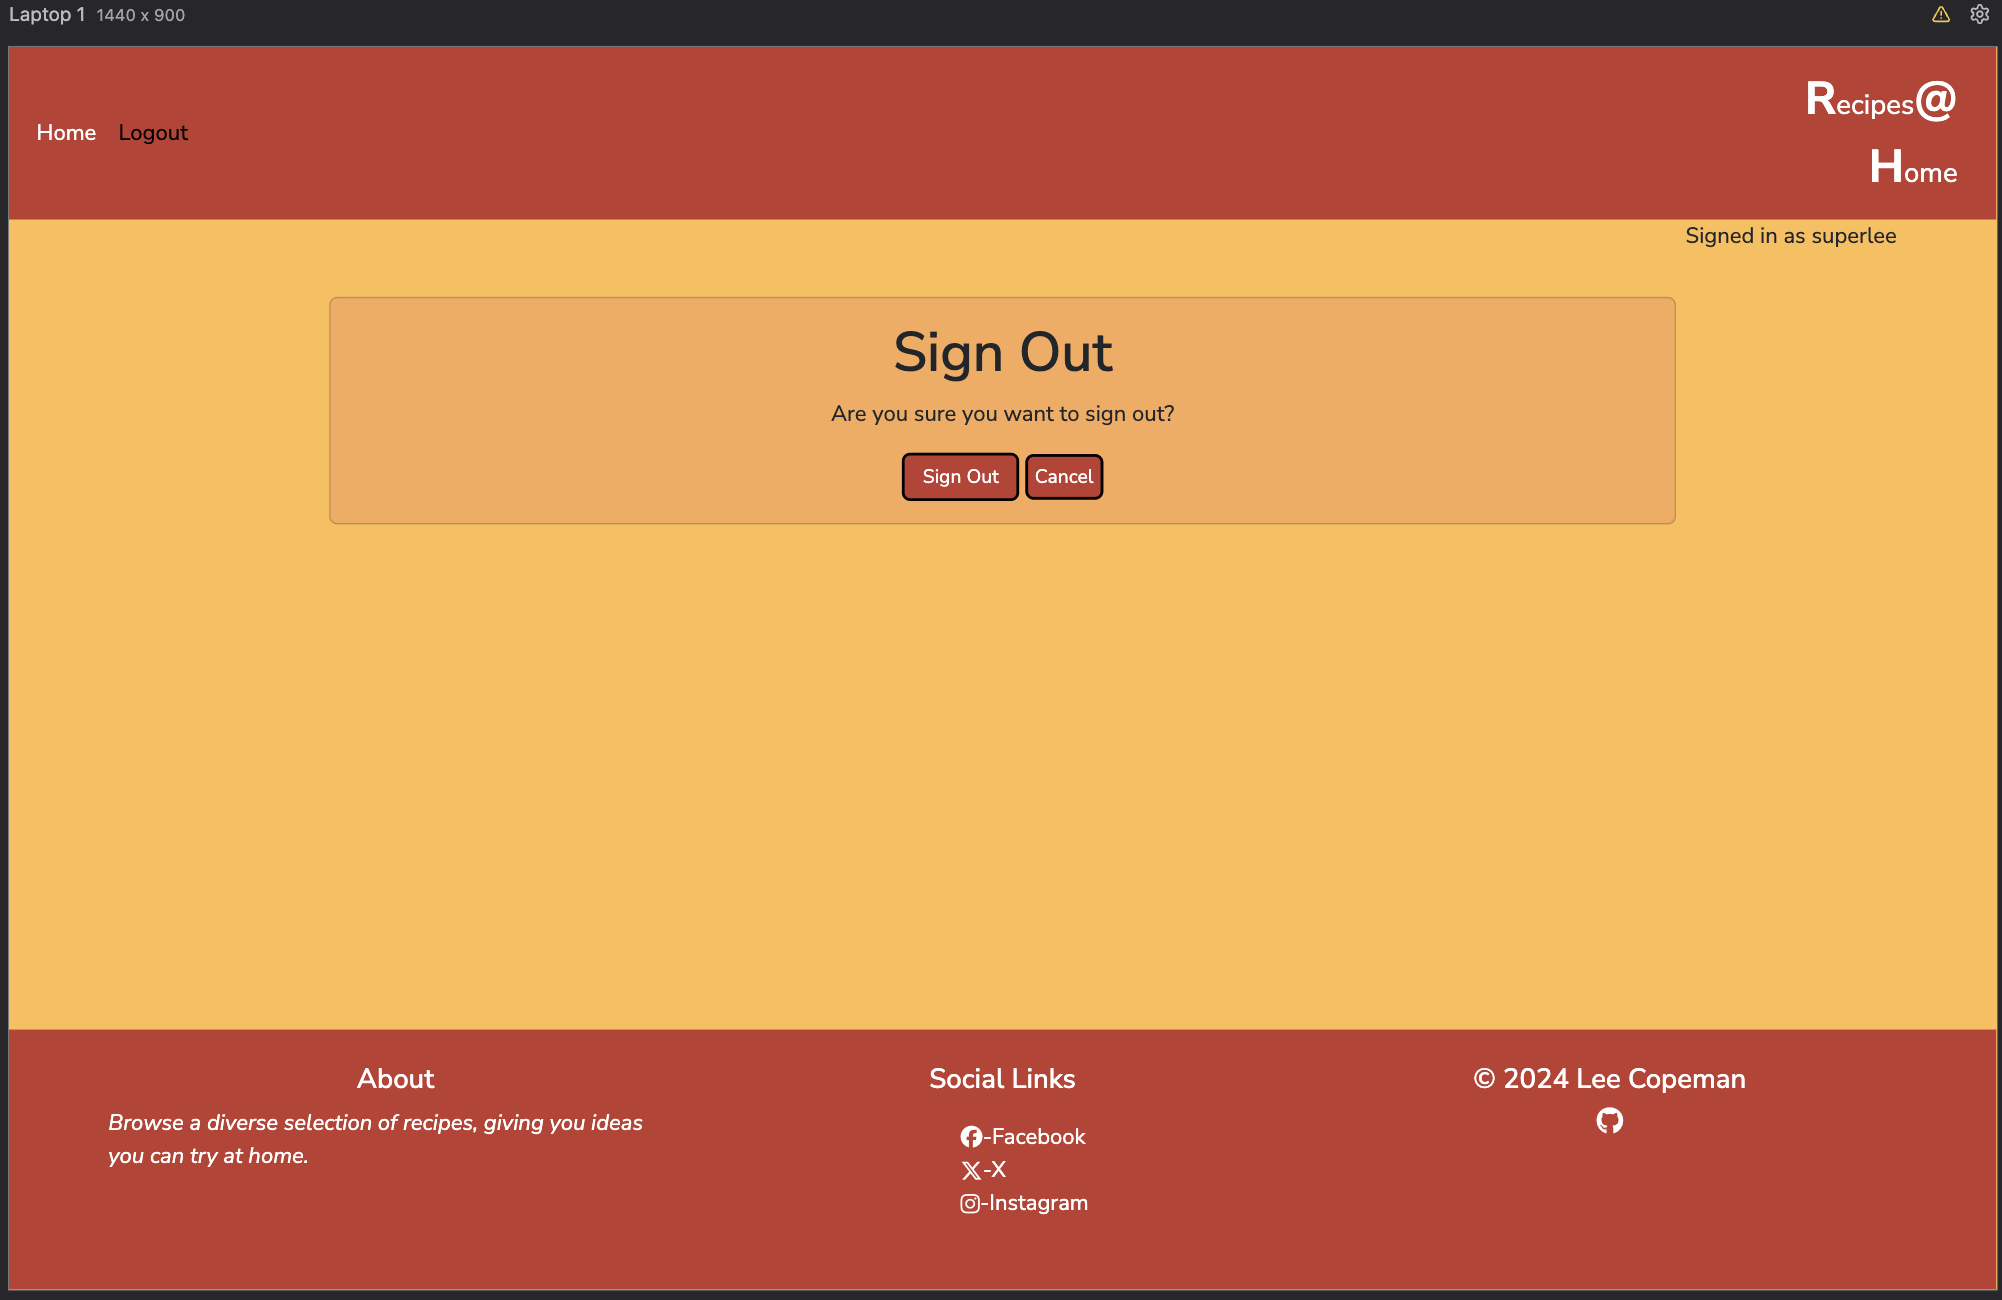 Laptop 1 1440 x 900
Home Logout
Recipes@
Home
Signed in as superlee
Sign Out
Are you sure you want to sign out?
Sign Out Cancel
About
Browse a diverse selection of recipes, giving you ideas
you can try at home.
Social Links
-Facebook
-X
-Instagram
© 2024 Lee Copeman